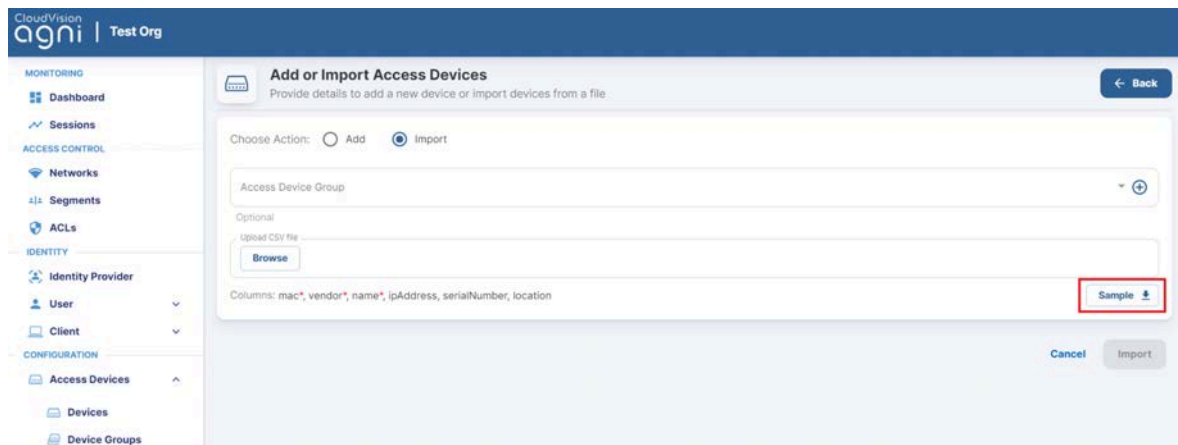 CloudVision
agni | Test Org
MONITORING
Dashboard
Sessions
ACCESS CONTROL
Networks
Segments
ACLs
IDENTITY
Identity Provider
User
Client
CONFIGURATION
Access Devices
Devices
Device Groups
Add or Import Access Devices
Provide details to add a new device or import devices from a file
Back
Choose Action: Add Import
Access Device Group
Optional
Upload CSV file
Browse
Columns: mac*, vendor*, name*, ipAddress, serialNumber, location
Sample
Cancel Import